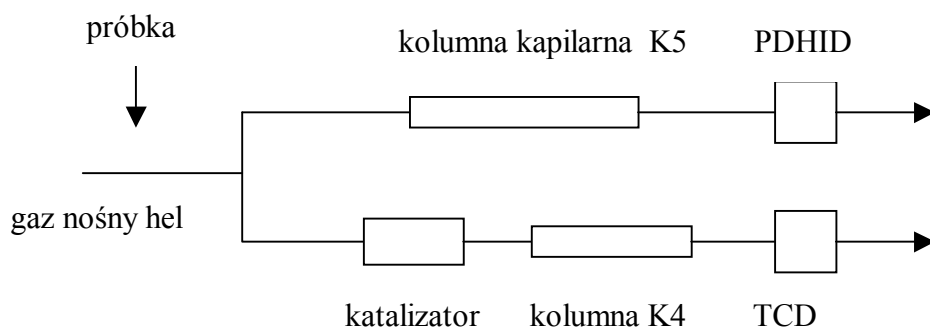 próbka
kolumna kapilarna K5
PDHID
gaz nośny hel
katalizator
kolumna K4
TCD